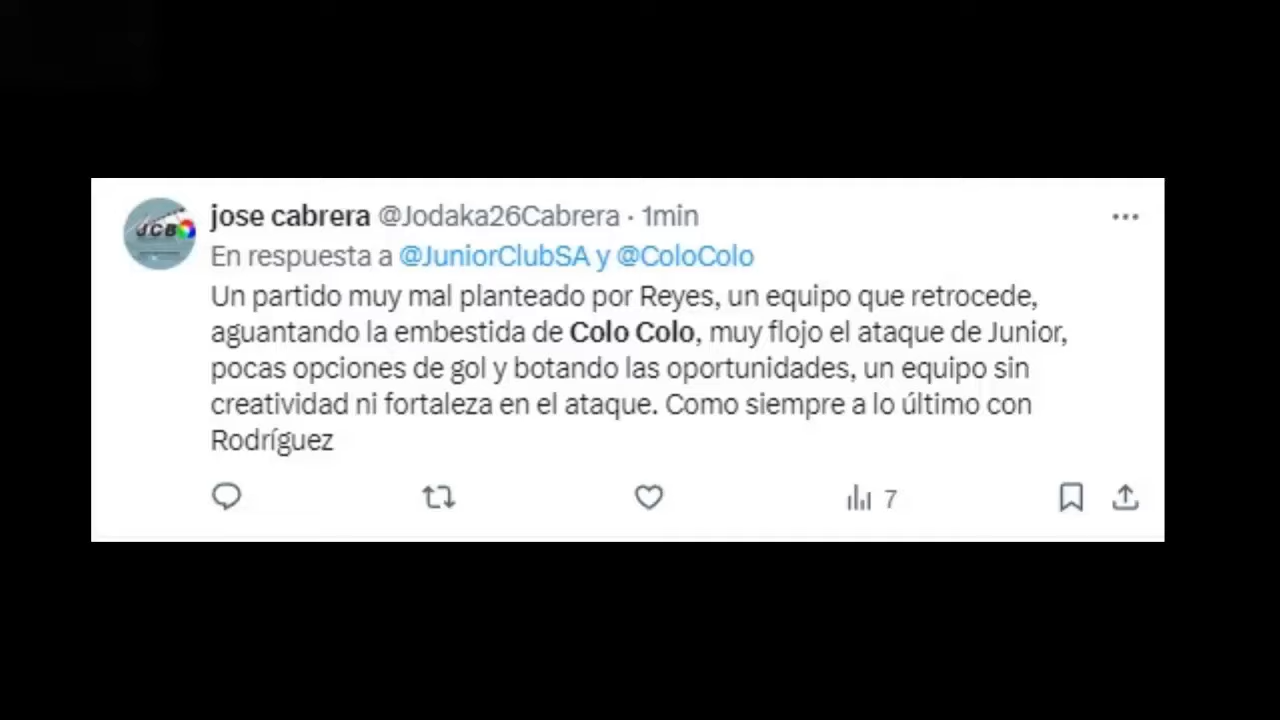 JCB
jose cabrera @Jodaka26Cabrera · 1min
En respuesta a @JuniorClubSA y @ColoColo
Un partido muy mal planteado por Reyes, un equipo que retrocede,
aguantando la embestida de Colo Colo, muy flojo el ataque de Junior,
pocas opciones de gol y botando las oportunidades, un equipo sin
creatividad ni fortaleza en el ataque. Como siempre a lo último con
Rodríguez
7